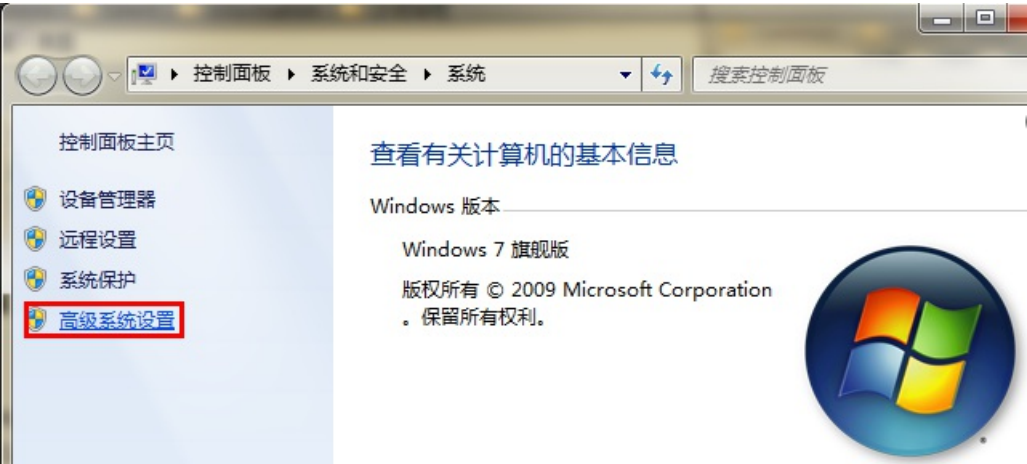 控制面板 ▸ 系统和安全 ▸ 系统
搜索控制面板
控制面板主页
设备管理器
远程设置
系统保护
高级系统设置
查看有关计算机的基本信息
Windows 版本
Windows 7 旗舰版
版权所有 © 2009 Microsoft Corporation
。保留所有权利。